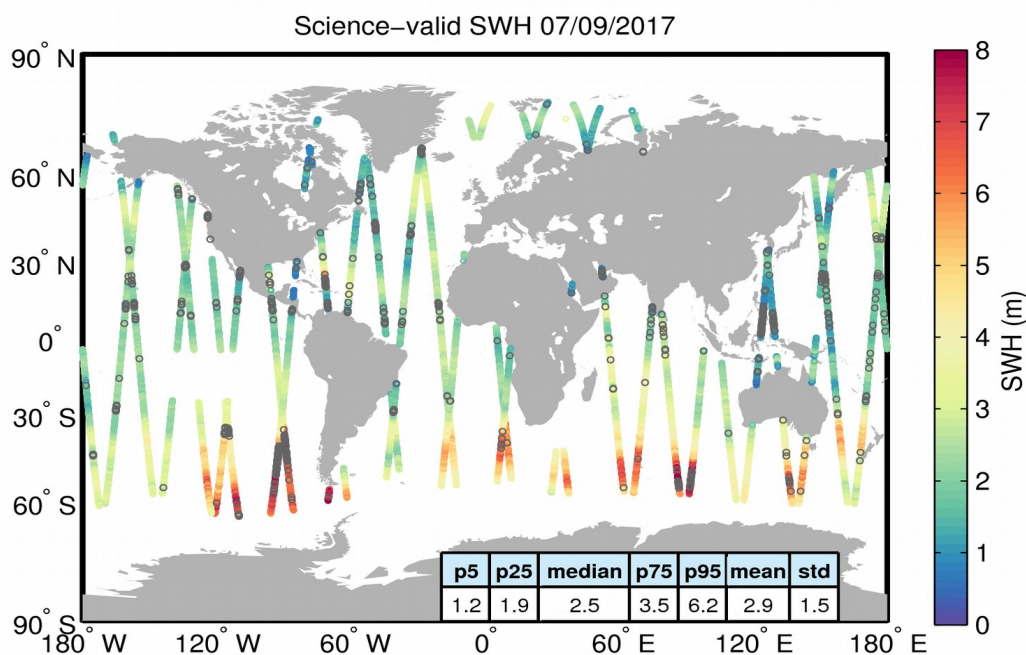 Science−valid SWH 07/09/2017
90° N
60° N
30° N
0°
30° S
60° S
90° S
180° W
120° W
60° W
0°
60° E
120° E
180° E
p5 p25 median p75 p95 mean std
1.2 1.9 2.5 3.5 6.2 2.9 1.5
8
7
6
5
4
3
2
1
0
SWH (m)